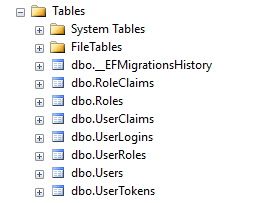 Tables
System Tables
FileTables
dbo.__EFMigrationsHistory
dbo.RoleClaims
dbo.Roles
dbo.UserClaims
dbo.UserLogins
dbo.UserRoles
dbo.Users
dbo.UserTokens